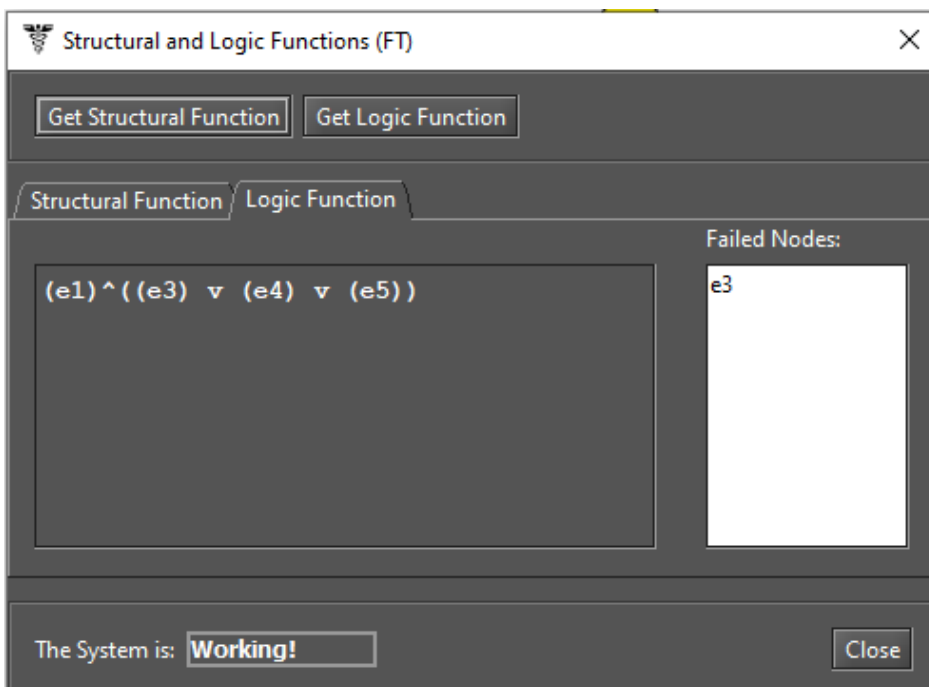 Structural and Logic Functions (FT)
Get Structural Function Get Logic Function
Structural Function Logic Function
Failed Nodes:
(e1)^((e3) v (e4) v (e5))
e3
The System is: Working!
Close